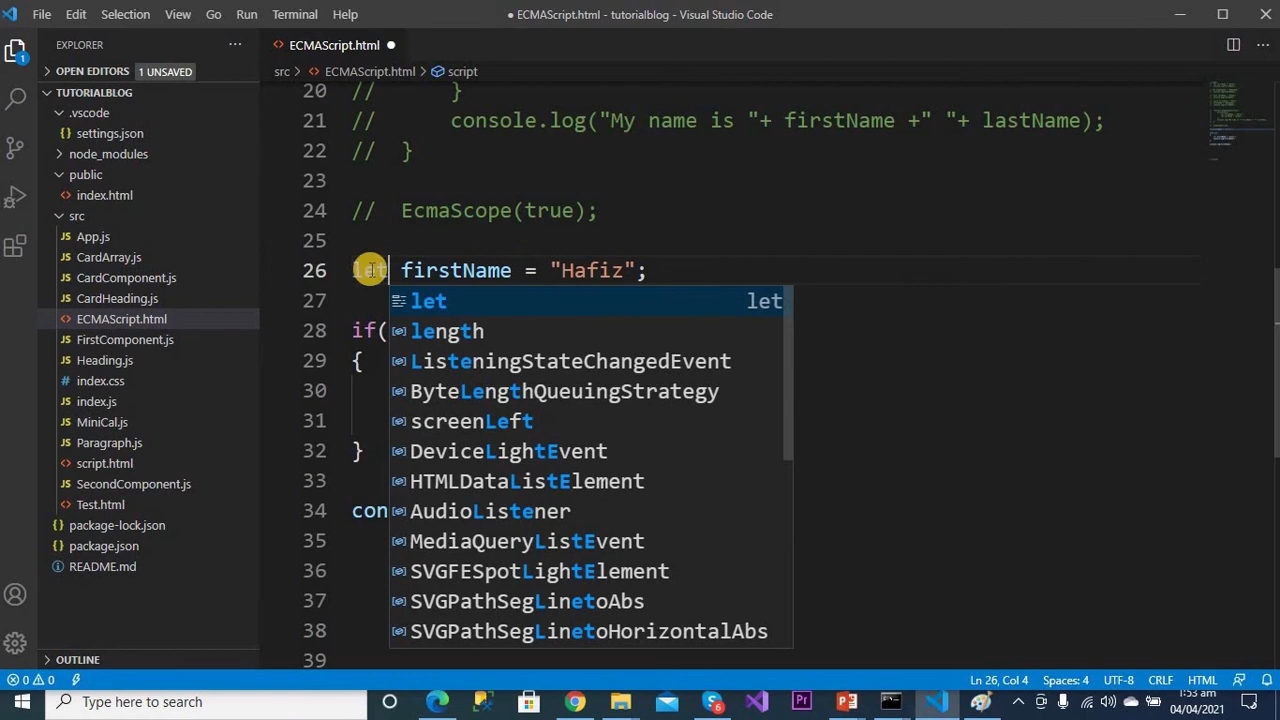 File Edit Selection View Go Run Terminal Help
● ECMAScript.html - tutorialblog - Visual Studio Code
EXPLORER
OPEN EDITORS 1 UNSAVED
TUTORIALBLOG
.vscode
settings.json
node_modules
public
index.html
src
App.js
CardArray.js
CardComponent.js
CardHeading.js
ECMAScript.html
FirstComponent.js
Heading.js
index.css
index.js
MiniCal.js
Paragraph.js
script.html
SecondComponent.js
Test.html
package-lock.json
package.json
README.md
OUTLINE
1
ECMAScript.html ●
src > ECMAScript.html > script
20 // }
21 // console.log("My name is "+ firstName +" "+ lastName);
22 // }
23
24 // EcmaScope(true);
25
26 let firstName = "Hafiz";
27
28 if(
29 {
30
31
32 }
33
34 con
35
36
37
38
39
let let
length
ListeningStateChangedEvent
ByteLengthQueuingStrategy
screenLeft
DeviceLightEvent
HTMLDataListElement
AudioListener
MediaQueryListEvent
SVGFESpotLightElement
SVGPathSegLinetoAbs
SVGPathSegLinetoHorizontalAbs
0 0 Ln 26, Col 4 Spaces: 4 UTF-8 CRLF HTML
Type here to search 6 Pr 1:53 am
04/04/2021